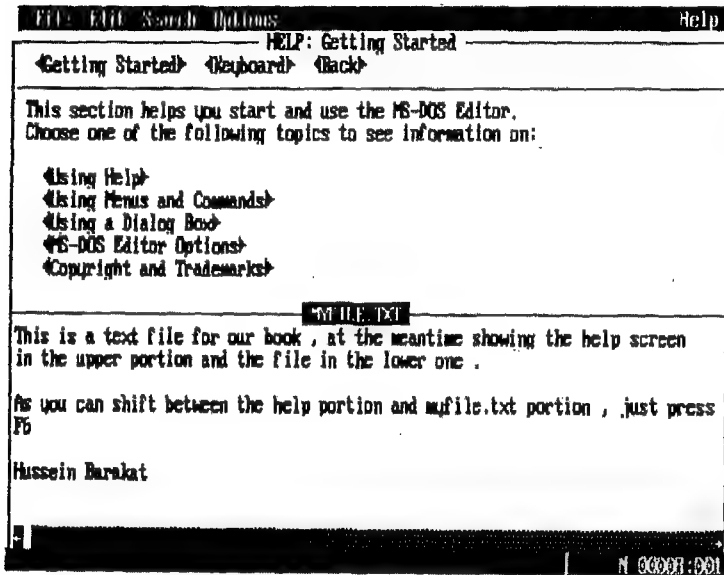 File Edit Search Options Help
HELP: Getting Started
◄Getting Started► ◄Keyboard► ◄Back►
This section helps you start and use the MS-DOS Editor.
Choose one of the following topics to see information on:
◄Using Help►
◄Using Menus and Commands►
◄Using a Dialog Box►
◄MS-DOS Editor Options►
◄Copyright and Trademarks►
MYFILE.TXT
This is a text file for our book , at the meantime showing the help screen
in the upper portion and the file in the lower one .
As you can shift between the help portion and myfile.txt portion , just press
F6
Hussein Barakat
N